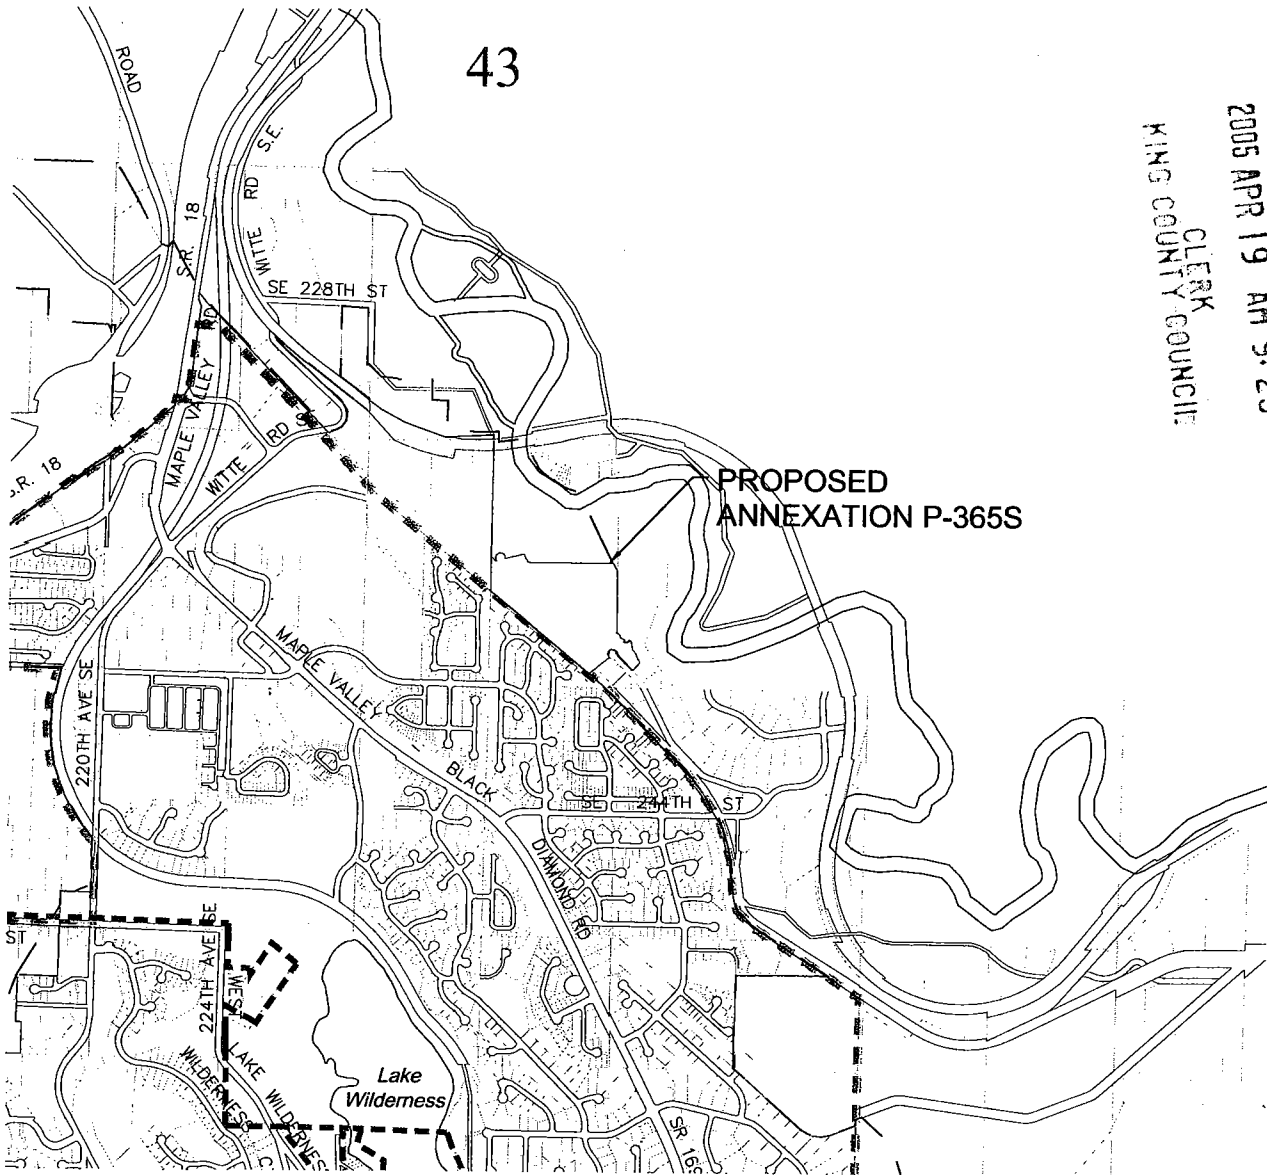 43
ROAD
2005 APR 19 AM 9:
CLERK
KING COUNTY COUNCIL
S.E.
RD
WITTE
S.R. 18
SE 228TH ST
MAPLE VALLEY RD
WITTE RD
S.R. 18
PROPOSED
ANNEXATION P-365S
MAPLE VALLEY
BLACK
DIAMOND RD
220TH AVE SE
SE 244TH ST
ST
224TH AVE SE
WEST
LAKE WILDERNESS
WILDERNESS
Lake
Wilderness
SR 169